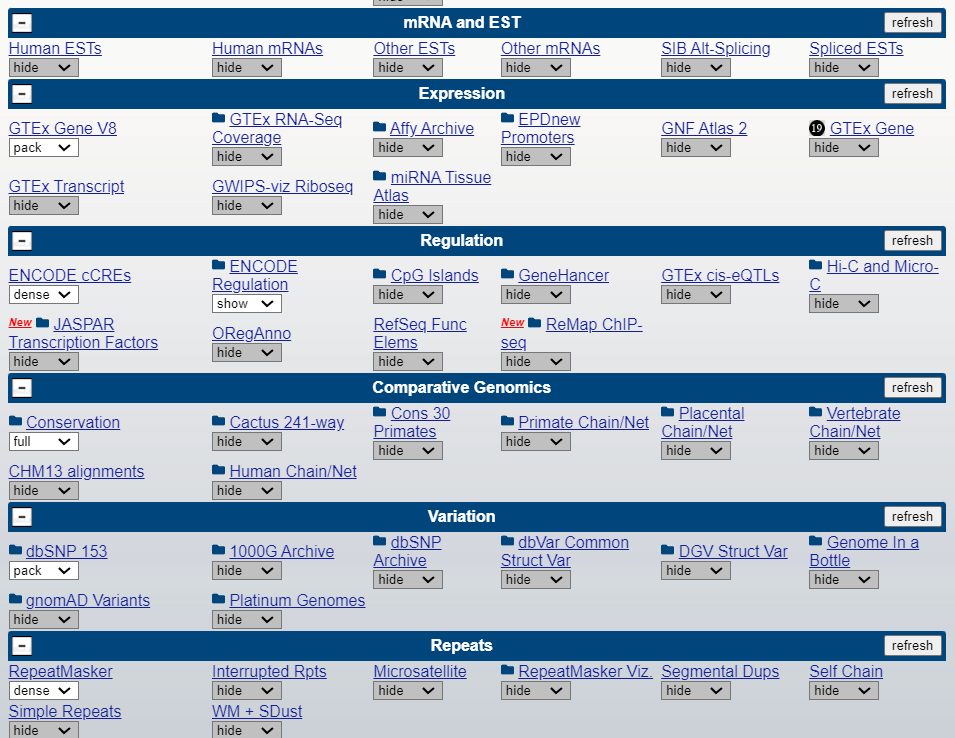 mRNA and EST refresh
Human ESTs Human mRNAs Other ESTs Other mRNAs SIB Alt-Splicing Spliced ESTs
hide hide hide hide hide hide
Expression refresh
GTEx Gene V8 GTEx RNA-Seq Coverage Affy Archive EPDnew Promoters GNF Atlas 2 19 GTEx Gene
pack hide hide hide hide hide
GTEx Transcript GWIPS-viz Riboseq miRNA Tissue Atlas
hide hide hide
Regulation refresh
ENCODE cCREs ENCODE Regulation CpG Islands GeneHancer GTEx cis-eQTLs Hi-C and Micro-C
dense show hide hide hide hide
New JASPAR Transcription Factors ORegAnno RefSeq Func Elems New ReMap ChIP-seq
hide hide hide hide
Comparative Genomics refresh
Conservation Cactus 241-way Cons 30 Primates Primate Chain/Net Placental Chain/Net Vertebrate Chain/Net
full hide hide hide hide hide
CHM13 alignments Human Chain/Net
hide hide
Variation refresh
dbSNP 153 1000G Archive dbSNP Archive dbVar Common Struct Var DGV Struct Var Genome In a Bottle
pack hide hide hide hide hide
gnomAD Variants Platinum Genomes
hide hide
Repeats refresh
RepeatMasker Interrupted Rpts Microsatellite RepeatMasker Viz. Segmental Dups Self Chain
dense hide hide hide hide hide
Simple Repeats WM + SDust
hide hide